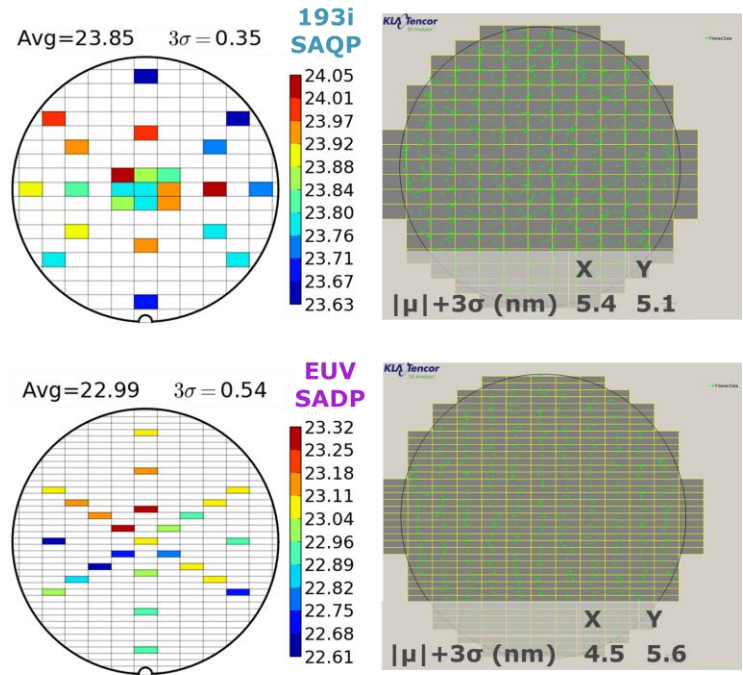 193i
SAQP
Avg=23.85 3σ=0.35
24.05
24.01
23.97
23.92
23.88
23.84
23.80
23.76
23.71
23.67
23.63
KLA Tencor
FilteredData
X Y
|μ|+3σ (nm) 5.4 5.1
EUV
SADP
Avg=22.99 3σ=0.54
23.32
23.25
23.18
23.11
23.04
22.96
22.89
22.82
22.75
22.68
22.61
KLA Tencor
FilteredData
X Y
|μ|+3σ (nm) 4.5 5.6